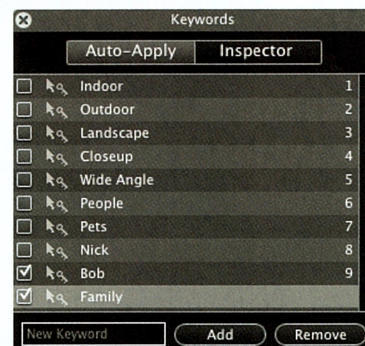 Keywords
Auto-Apply Inspector
Indoor 1
Outdoor 2
Landscape 3
Closeup 4
Wide Angle 5
People 6
Pets 7
Nick 8
Bob 9
Family
New Keyword Add Remove